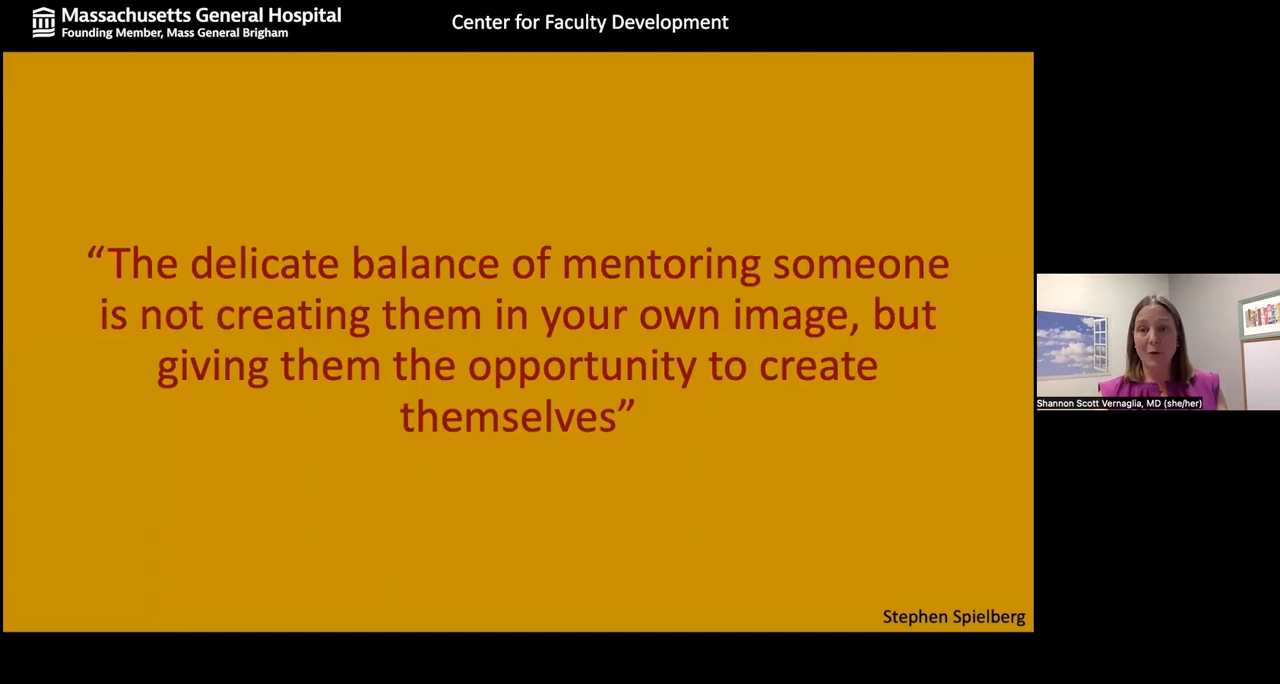 Massachusetts General Hospital
Founding Member, Mass General Brigham
Center for Faculty Development
“The delicate balance of mentoring someone
is not creating them in your own image, but
giving them the opportunity to create
themselves”
Stephen Spielberg
Shannon Scott Vernaglia, MD (she/her)